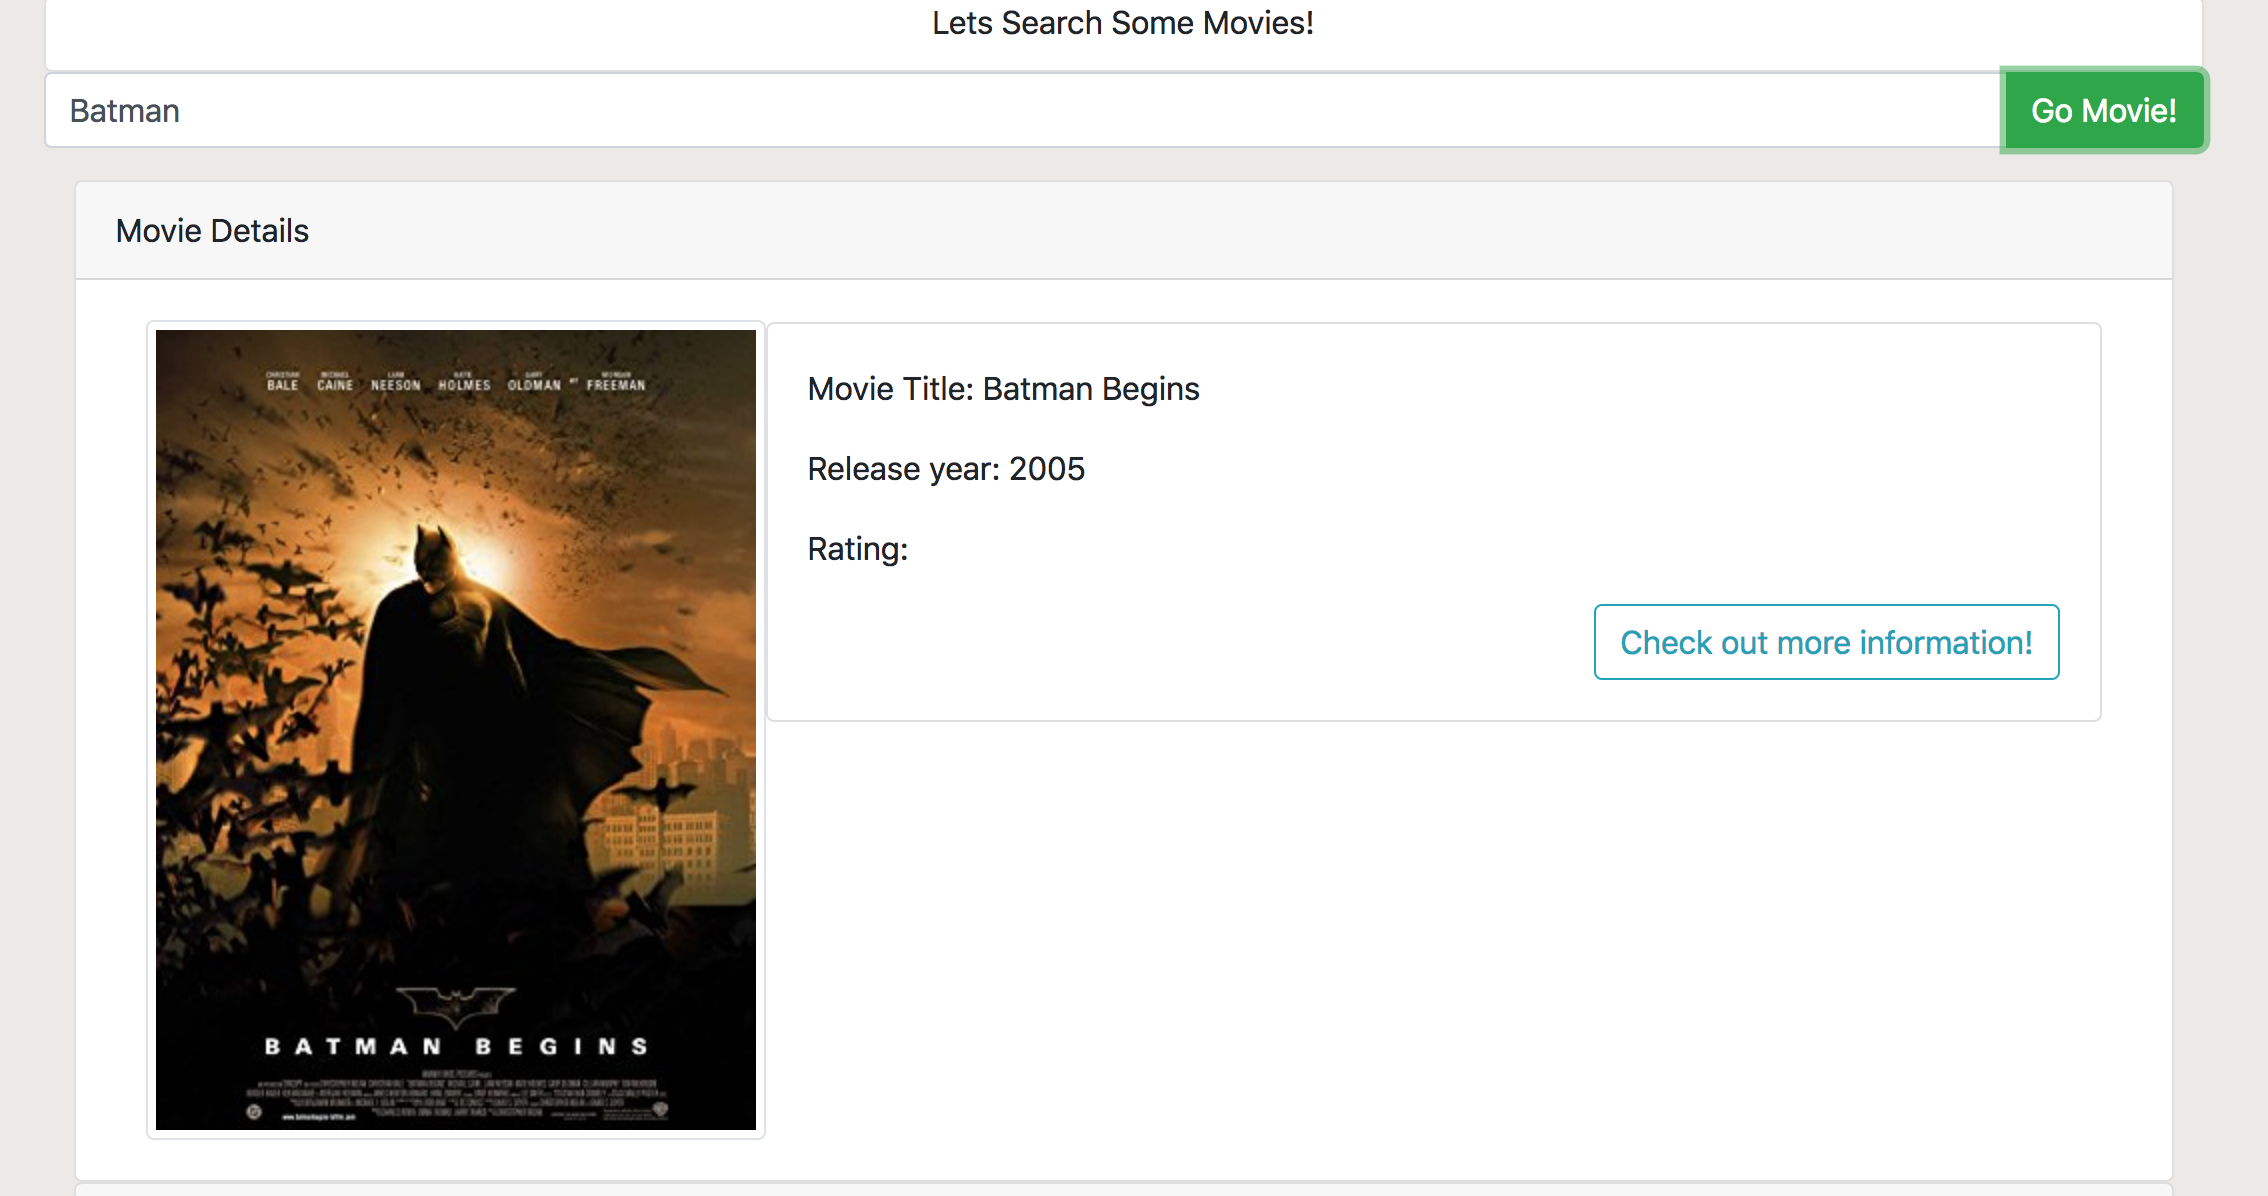 Lets Search Some Movies!
Batman
Go Movie!
Movie Details
BALE CAINE NEESON HOLMES OLDMAN FREEMAN
BATMAN BEGINS
Movie Title: Batman Begins
Release year: 2005
Rating:
Check out more information!